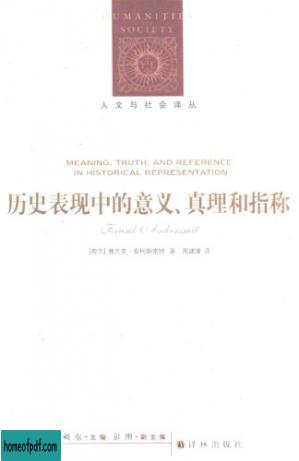 HUMANITIES
SOCIETY
人文与社会译丛
MEANING, TRUTH, AND REFERENCE
IN HISTORICAL REPRESENTATION
历史表现中的意义、真理和指称
Frank Ankersmit
[荷兰] 弗兰克·安柯斯密特 著 周建漳 译
刘东·主编 彭刚·副主编
译林出版社
homeofpdf.com